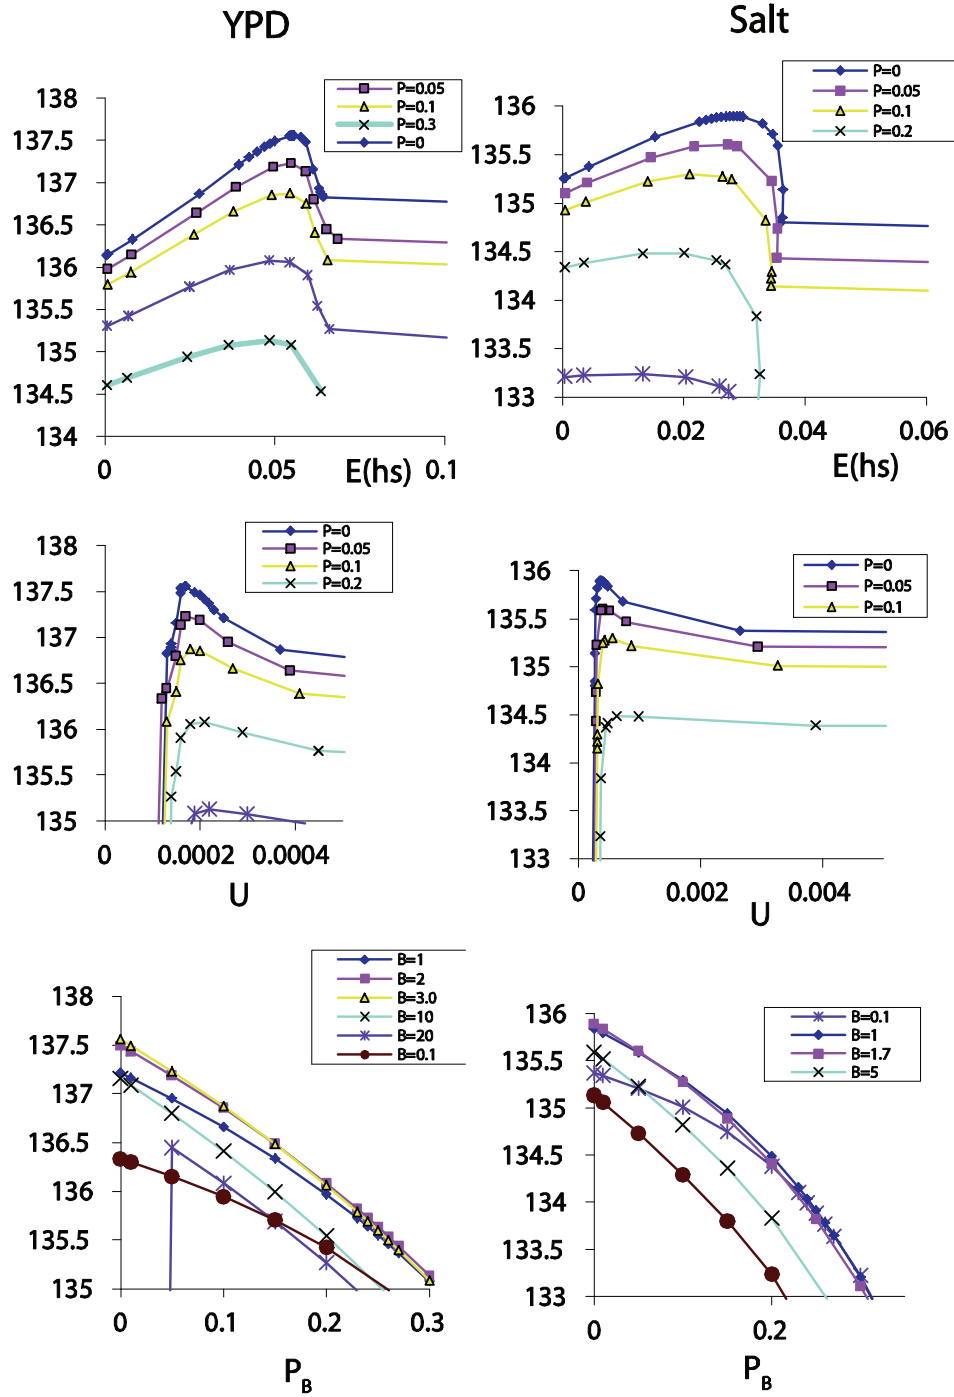 YPD
Salt
P=0.05
P=0.1
P=0.3
P=0
138
137.5
137
136.5
136
135.5
135
134.5
134
0
0.05
0.1
E(hs)
P=0
P=0.05
P=0.1
P=0.2
136
135.5
135
134.5
134
133.5
133
0
0.02
0.04
0.06
E(hs)
P=0
P=0.05
P=0.1
P=0.2
138
137.5
137
136.5
136
135.5
135
0
0.0002
0.0004
U
P=0
P=0.05
P=0.1
136
135.5
135
134.5
134
133.5
133
0
0.002
0.004
U
B=1
B=2
B=3.0
B=10
B=20
B=0.1
138
137.5
137
136.5
136
135.5
135
0
0.1
0.2
0.3
PB
B=0.1
B=1
B=1.7
B=5
136
135.5
135
134.5
134
133.5
133
0
0.2
PB